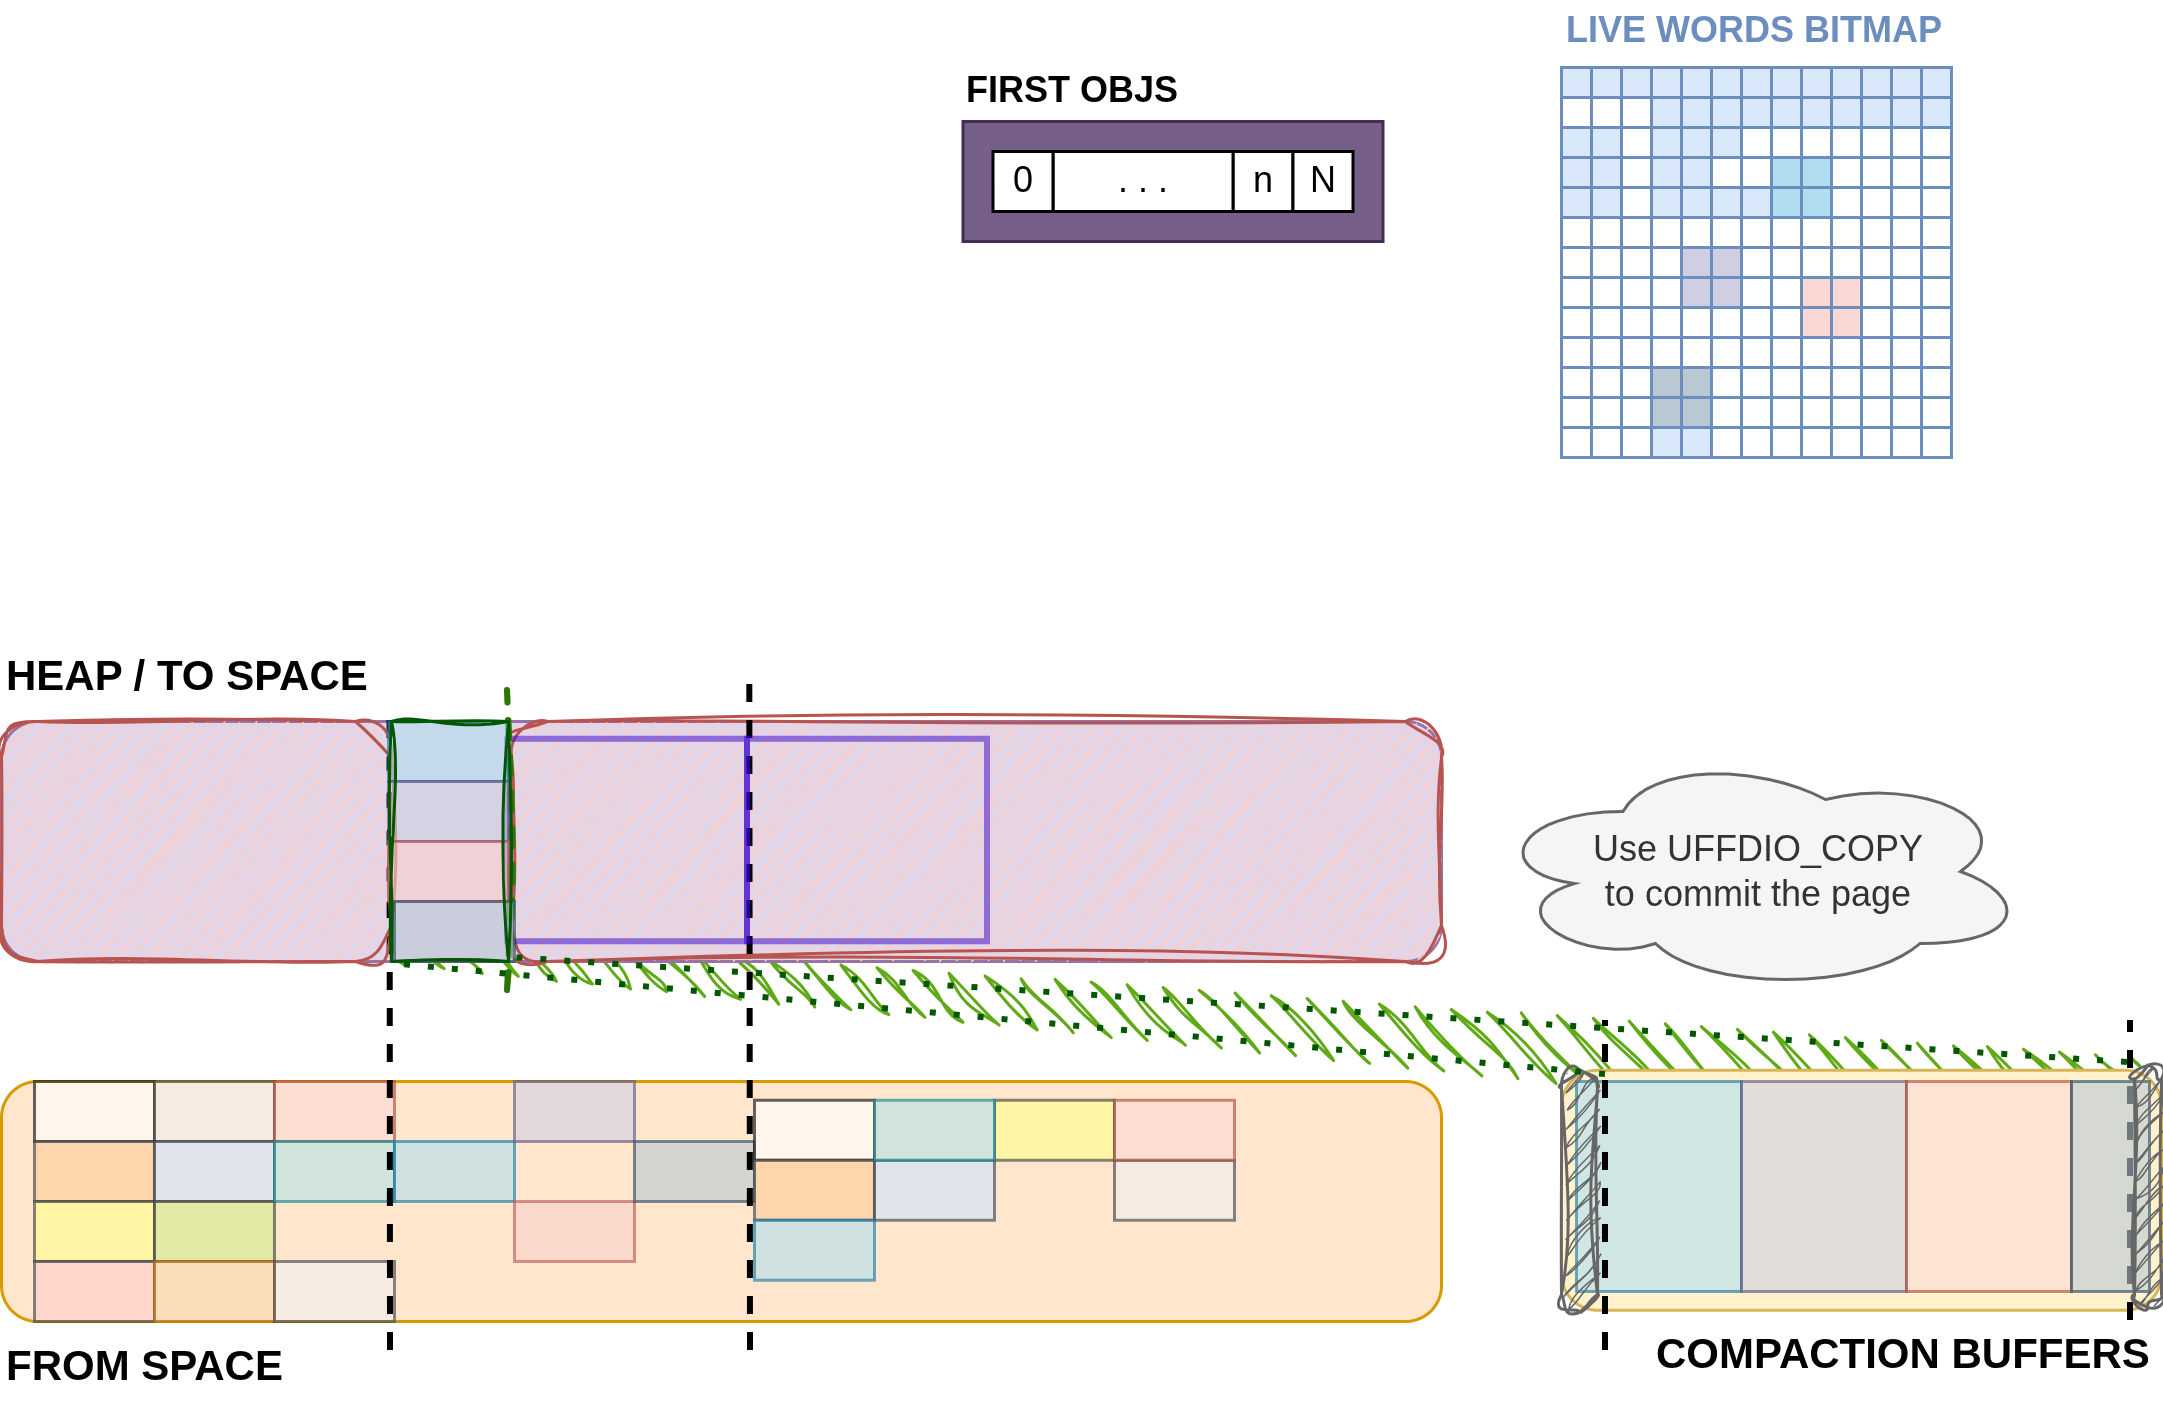 LIVE WORDS BITMAP
FIRST OBJS
0 . . . n N
HEAP / TO SPACE
Use UFFDIO_COPY
to commit the page
FROM SPACE
COMPACTION BUFFERS